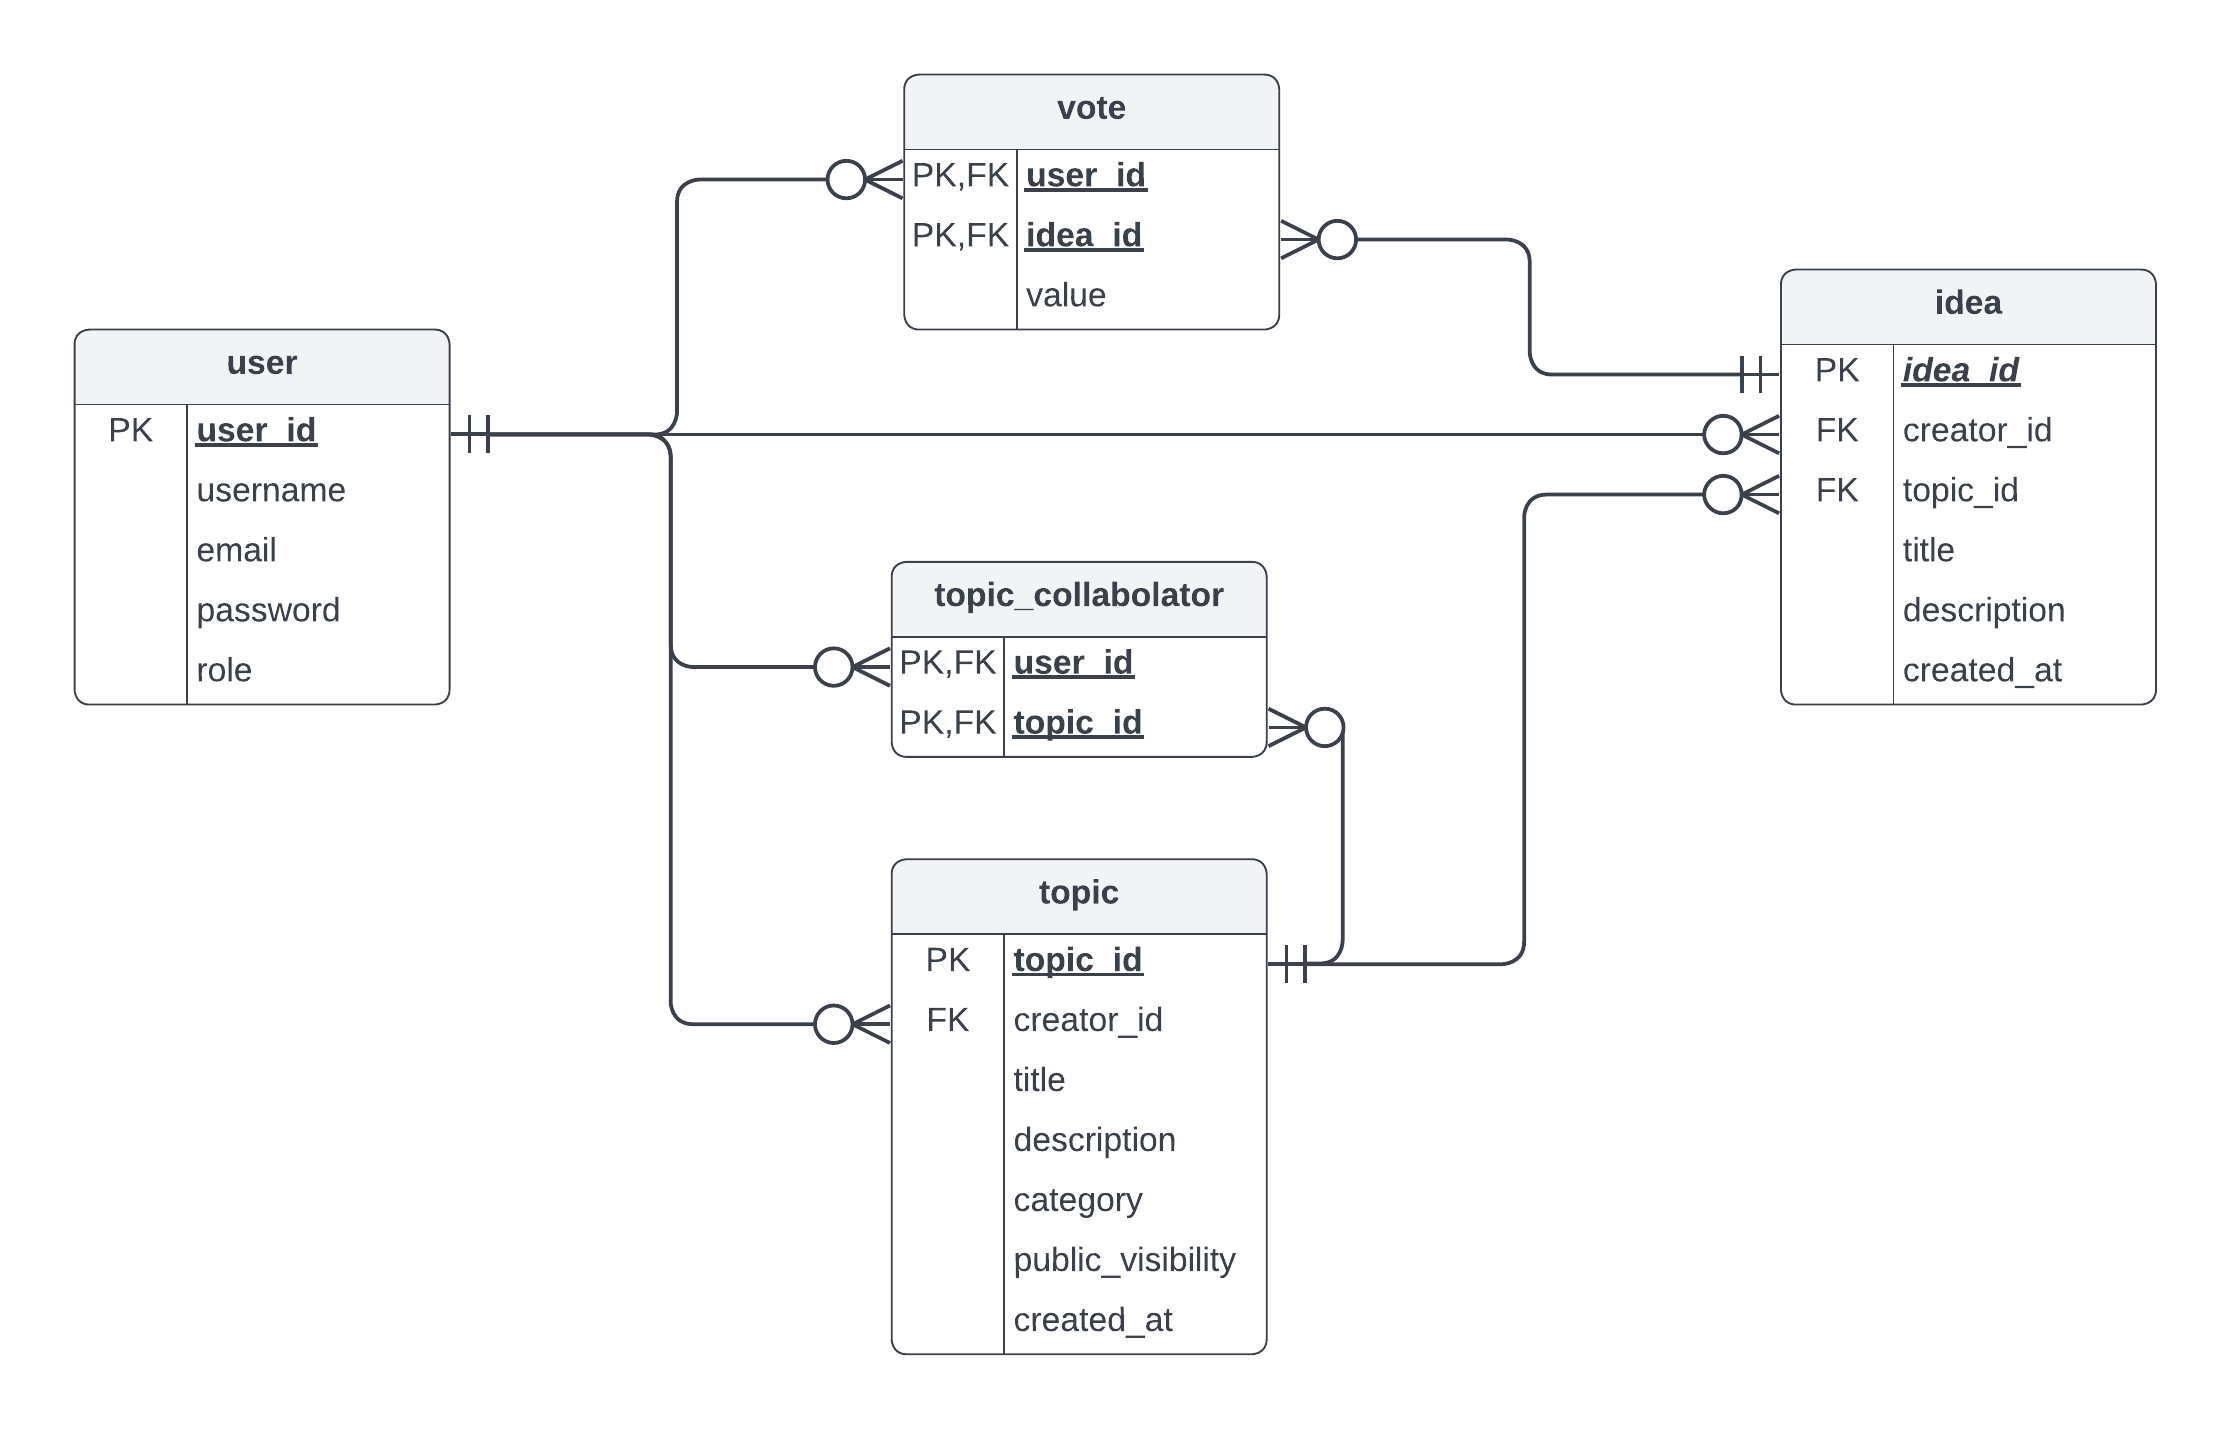 vote
PK,FK user_id
PK,FK idea_id
value
user
PK user_id
username
email
password
role
idea
PK idea_id
FK creator_id
FK topic_id
title
description
created_at
topic_collabolator
PK,FK user_id
PK,FK topic_id
topic
PK topic_id
FK creator_id
title
description
category
public_visibility
created_at